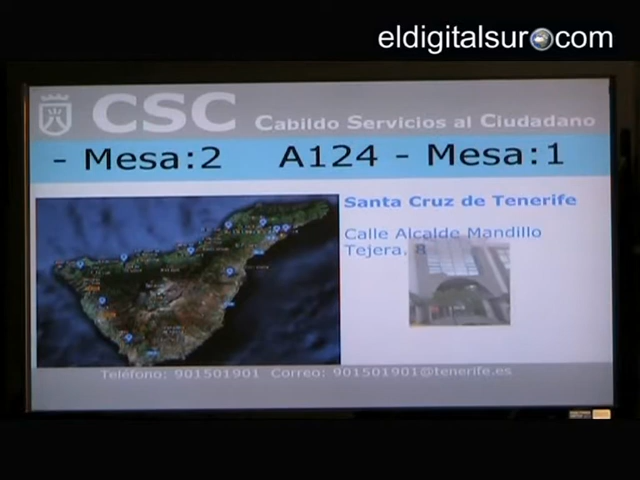 eldigitalsur.com
CSC Cabildo Servicios al Ciudadano
- Mesa:2 A124 - Mesa:1
Santa Cruz de Tenerife
Calle Alcalde Mandillo
Tejera, 8
Teléfono: 901501901 Correo: 901501901@tenerife.es